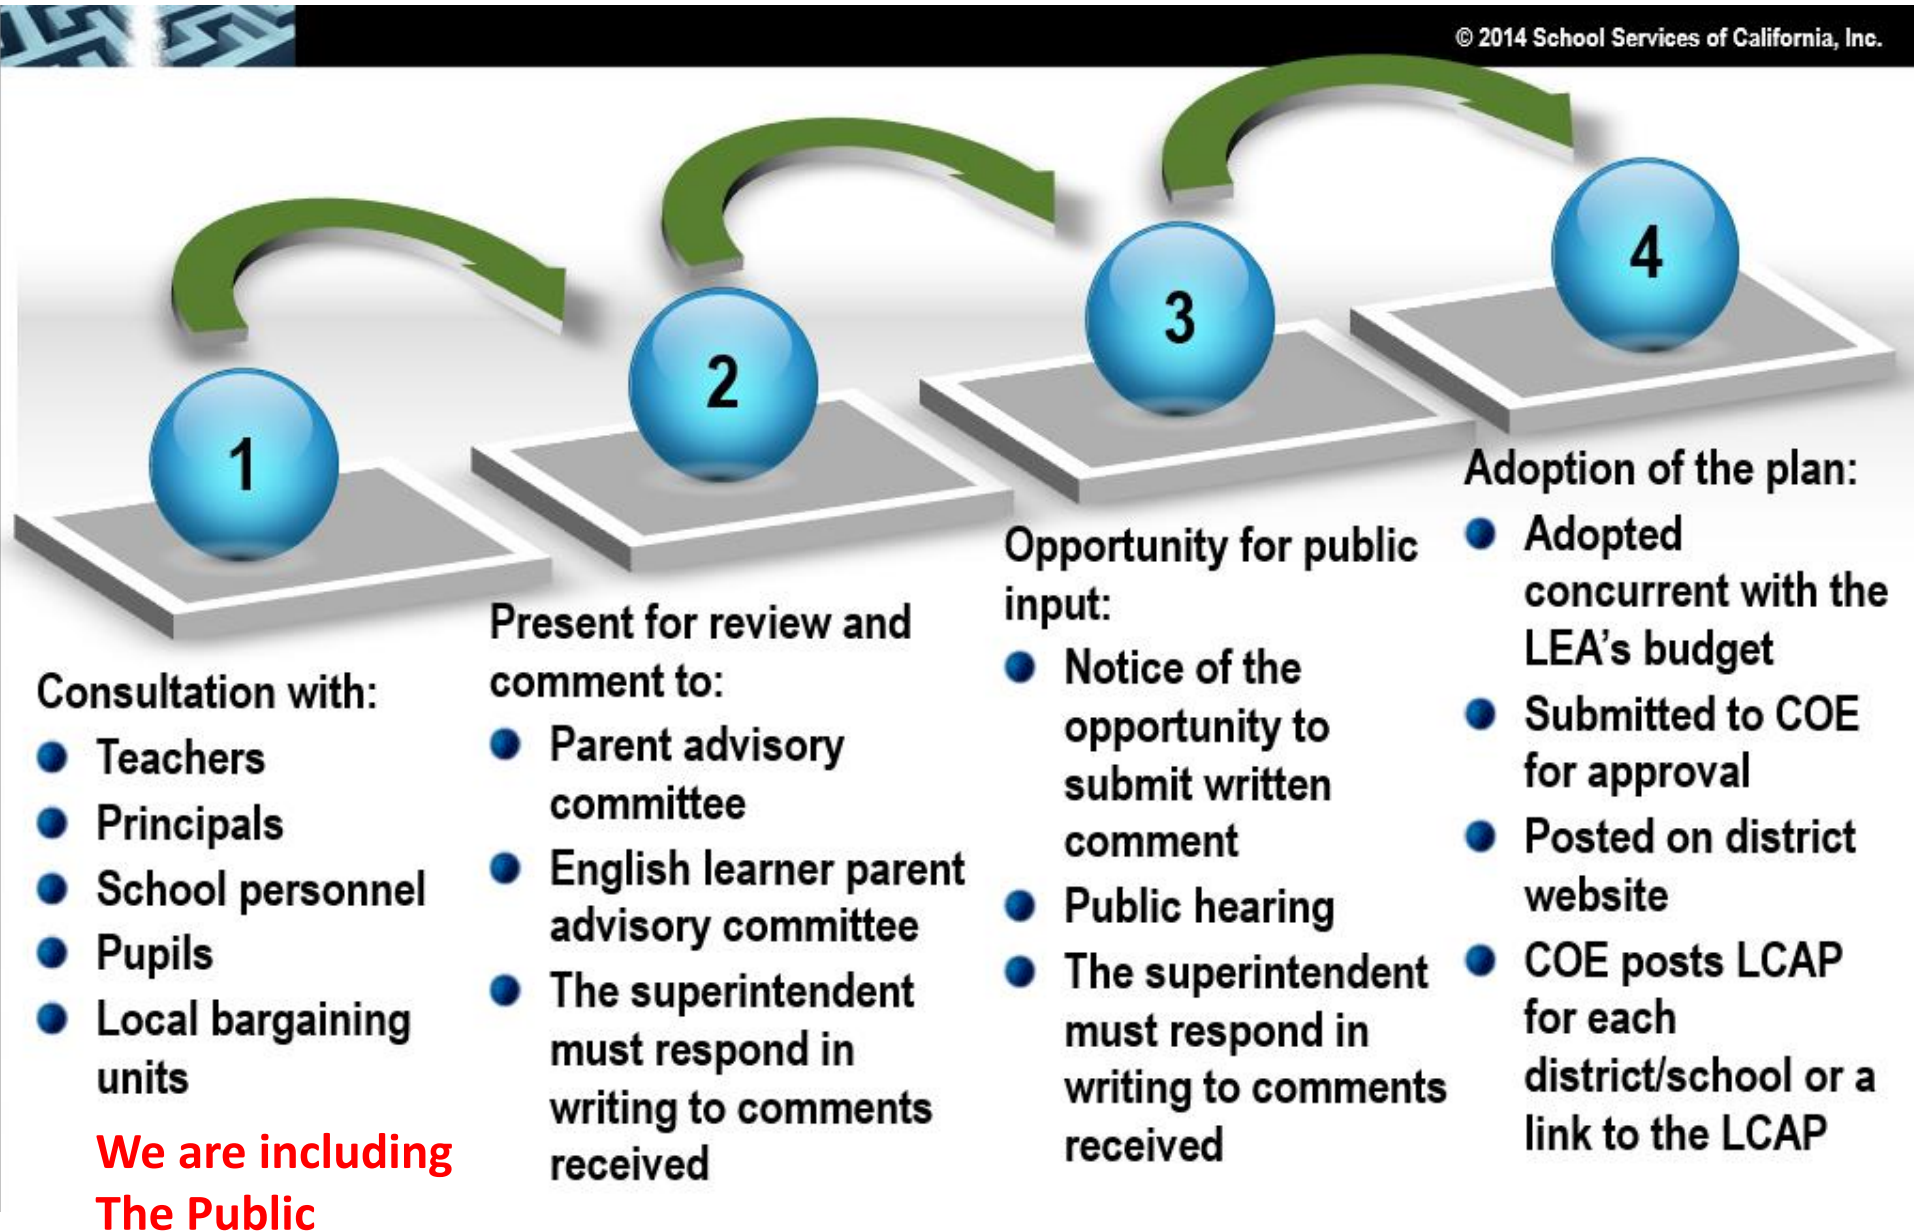 © 2014 School Services of California, Inc.
1
Consultation with:
Teachers
Principals
School personnel
Pupils
Local bargaining
units
We are including
The Public
2
Present for review and
comment to:
Parent advisory
committee
English learner parent
advisory committee
The superintendent
must respond in
writing to comments
received
3
Opportunity for public
input:
Notice of the
opportunity to
submit written
comment
Public hearing
The superintendent
must respond in
writing to comments
received
4
Adoption of the plan:
Adopted
concurrent with the
LEA's budget
Submitted to COE
for approval
Posted on district
website
COE posts LCAP
for each
district/school or a
link to the LCAP